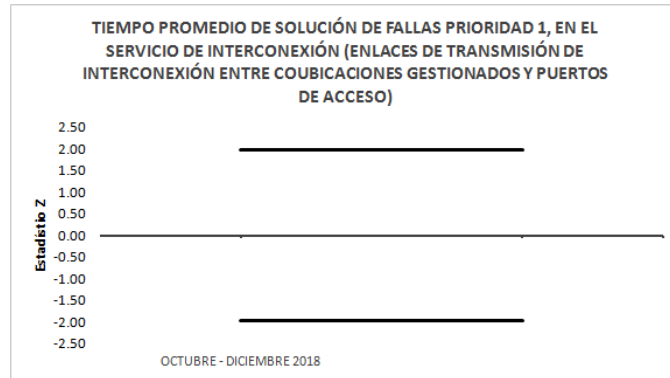 TIEMPO PROMEDIO DE SOLUCIÓN DE FALLAS PRIORIDAD 1, EN EL
SERVICIO DE INTERCONEXIÓN (ENLACES DE TRANSMISIÓN DE
INTERCONEXIÓN ENTRE COUBICACIONES GESTIONADOS Y PUERTOS
DE ACCESO)
2.50
2.00
1.50
1.00
0.50
0.00
-0.50
-1.00
-1.50
-2.00
-2.50
Estadístio Z
OCTUBRE - DICIEMBRE 2018